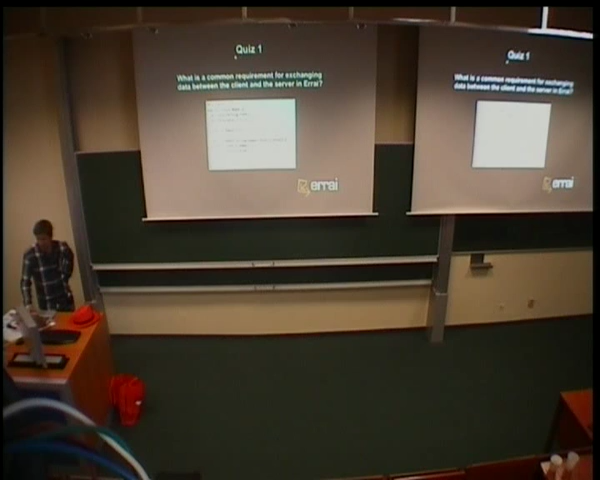 Quiz 1
What is a common requirement for exchanging
data between the client and the server in Errai?
errai
Quiz 1
What is a common requirement for exchanging
data between the client and the server in Errai?
errai